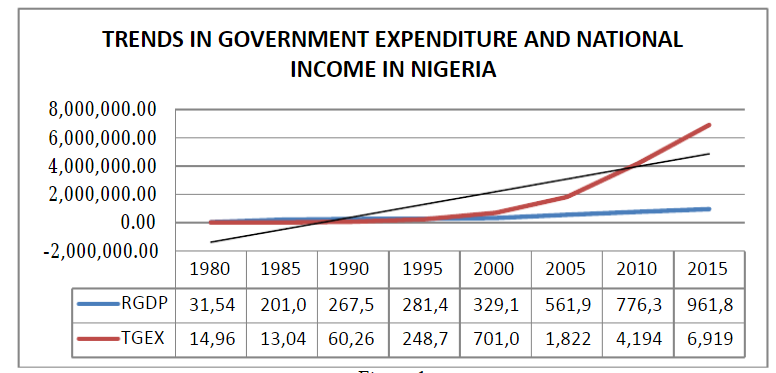 TRENDS IN GOVERNMENT EXPENDITURE AND NATIONAL
INCOME IN NIGERIA
8,000,000.00
6,000,000.00
4,000,000.00
2,000,000.00
0.00
-2,000,000.00
1980 1985 1990 1995 2000 2005 2010 2015
RGDP 31,54 201,0 267,5 281,4 329,1 561,9 776,3 961,8
TGEX 14,96 13,04 60,26 248,7 701,0 1,822 4,194 6,919